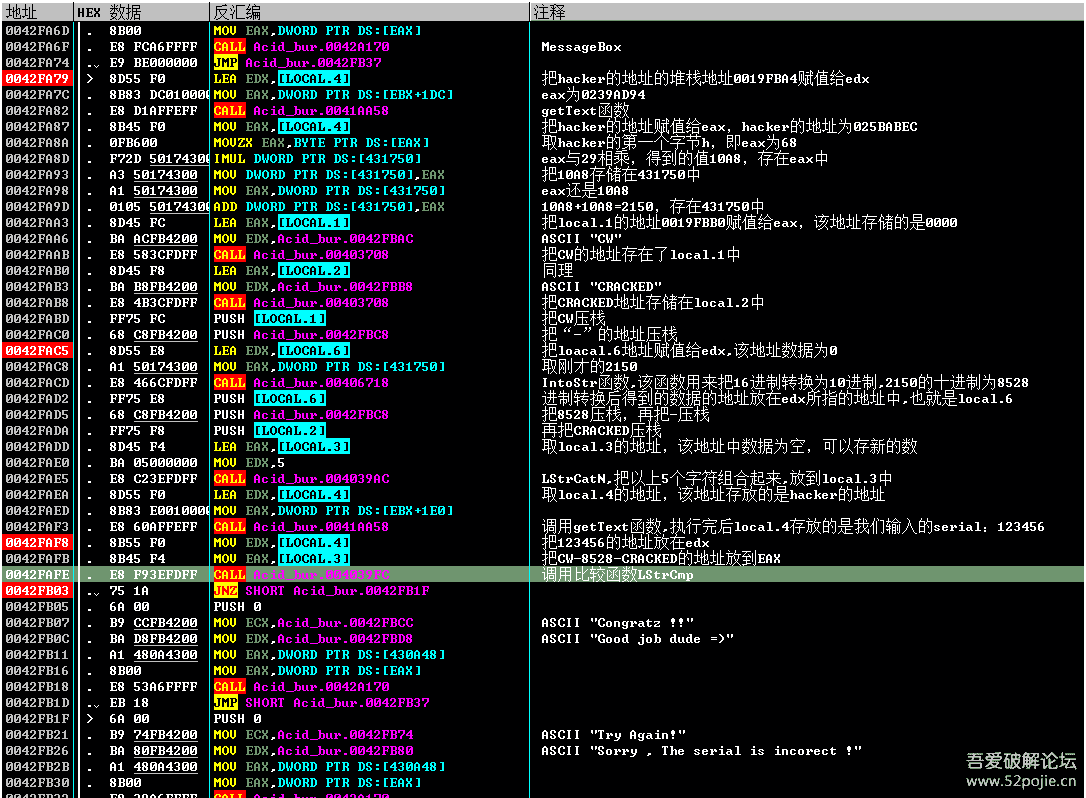 地址 HEX 数据 反汇编 注释
0042FA6D . 8B00 MOV EAX,DWORD PTR DS:[EAX]
0042FA6F . E8 FCA6FFFF CALL Acid_bur.0042A170 MessageBox
0042FA74 .v E9 BE000000 JMP Acid_bur.0042FB37
0042FA79 > 8D55 F0 LEA EDX,[LOCAL.4] 把hacker的地址的堆栈地址0019FBA4赋值给edx
0042FA7C . 8B83 DC010000 MOV EAX,DWORD PTR DS:[EBX+1DC] eax为0239AD94
0042FA82 . E8 D1AFFEFF CALL Acid_bur.0041AA58 getText函数
0042FA87 . 8B45 F0 MOV EAX,[LOCAL.4] 把hacker的地址赋值给eax, hacker的地址为025BABEC
0042FA8A . 0FB600 MOVZX EAX,BYTE PTR DS:[EAX] 取hacker的第一个字节h, 即eax为68
0042FA8D . F72D 50174300 IMUL DWORD PTR DS:[431750] eax与29相乘, 得到的值10A8, 存在eax中
0042FA93 . A3 50174300 MOV DWORD PTR DS:[431750],EAX 把10A8存储在431750中
0042FA98 . A1 50174300 MOV EAX,DWORD PTR DS:[431750] eax还是10A8
0042FA9D . 0105 50174300 ADD DWORD PTR DS:[431750],EAX 10A8+10A8=2150, 存在431750中
0042FAA3 . 8D45 FC LEA EAX,[LOCAL.1] 把local.1的地址0019FBB0赋值给eax, 该地址存储的是0000
0042FAA6 . BA ACFB4200 MOV EDX,Acid_bur.0042FBAC ASCII "CW"
0042FAAB . E8 583CFDFF CALL Acid_bur.00403708 把CW的地址存在了local.1中
0042FAB0 . 8D45 F8 LEA EAX,[LOCAL.2] 同理
0042FAB3 . BA B8FB4200 MOV EDX,Acid_bur.0042FBB8 ASCII "CRACKED"
0042FAB8 . E8 4B3CFDFF CALL Acid_bur.00403708 把CRACKED地址存储在local.2中
0042FABD . FF75 FC PUSH [LOCAL.1] 把CW压栈
0042FAC0 . 68 C8FB4200 PUSH Acid_bur.0042FBC8 把“-”的地址压栈
0042FAC5 . 8D55 E8 LEA EDX,[LOCAL.6] 把loacal.6地址赋值给edx,该地址数据为0
0042FAC8 . A1 50174300 MOV EAX,DWORD PTR DS:[431750] 取刚才的2150
0042FACD . E8 466CFDFF CALL Acid_bur.00406718 IntoStr函数,该函数用来把16进制转换为10进制,2150的十进制为8528
0042FAD2 . FF75 E8 PUSH [LOCAL.6] 进制转换后得到的数据的地址放在edx所指的地址中,也就是local.6
0042FAD5 . 68 C8FB4200 PUSH Acid_bur.0042FBC8 把8528压栈, 再把-压栈
0042FADA . FF75 F8 PUSH [LOCAL.2] 再把CRACKED压栈
0042FADD . 8D45 F4 LEA EAX,[LOCAL.3] 取local.3的地址, 该地址中数据为空, 可以存新的数
0042FAE0 . BA 05000000 MOV EDX,5
0042FAE5 . E8 C23EFDFF CALL Acid_bur.004039AC LStrCatN,把以上5个字符组合起来,放到local.3中
0042FAEA . 8D55 F0 LEA EDX,[LOCAL.4] 取local.4的地址, 该地址存放的是hacker的地址
0042FAED . 8B83 E0010000 MOV EAX,DWORD PTR DS:[EBX+1E0]
0042FAF3 . E8 60AFFEFF CALL Acid_bur.0041AA58 调用getText函数,执行完后local.4存放的是我们输入的serial: 123456
0042FAF8 . 8B55 F0 MOV EDX,[LOCAL.4] 把123456的地址放在edx
0042FAFB . 8B45 F4 MOV EAX,[LOCAL.3] 把CW-8528-CRACKED的地址放到EAX
0042FAFE . E8 F93EFDFF CALL Acid_bur.004039FC 调用比较函数LStrCmp
0042FB03 .v 75 1A JNZ SHORT Acid_bur.0042FB1F
0042FB05 . 6A 00 PUSH 0
0042FB07 . B9 CCFB4200 MOV ECX,Acid_bur.0042FBCC ASCII "Congratz !!"
0042FB0C . BA D8FB4200 MOV EDX,Acid_bur.0042FBD8 ASCII "Good job dude =)"
0042FB11 . A1 480A4300 MOV EAX,DWORD PTR DS:[430A48]
0042FB16 . 8B00 MOV EAX,DWORD PTR DS:[EAX]
0042FB18 . E8 53A6FFFF CALL Acid_bur.0042A170
0042FB1D .v EB 18 JMP SHORT Acid_bur.0042FB37
0042FB1F > 6A 00 PUSH 0
0042FB21 . B9 74FB4200 MOV ECX,Acid_bur.0042FB74 ASCII "Try Again!"
0042FB26 . BA 80FB4200 MOV EDX,Acid_bur.0042FB80 ASCII "Sorry , The serial is incorect !"
0042FB2B . A1 480A4300 MOV EAX,DWORD PTR DS:[430A48]
0042FB30 . 8B00 MOV EAX,DWORD PTR DS:[EAX]
吾爱破解论坛
www.52pojie.cn